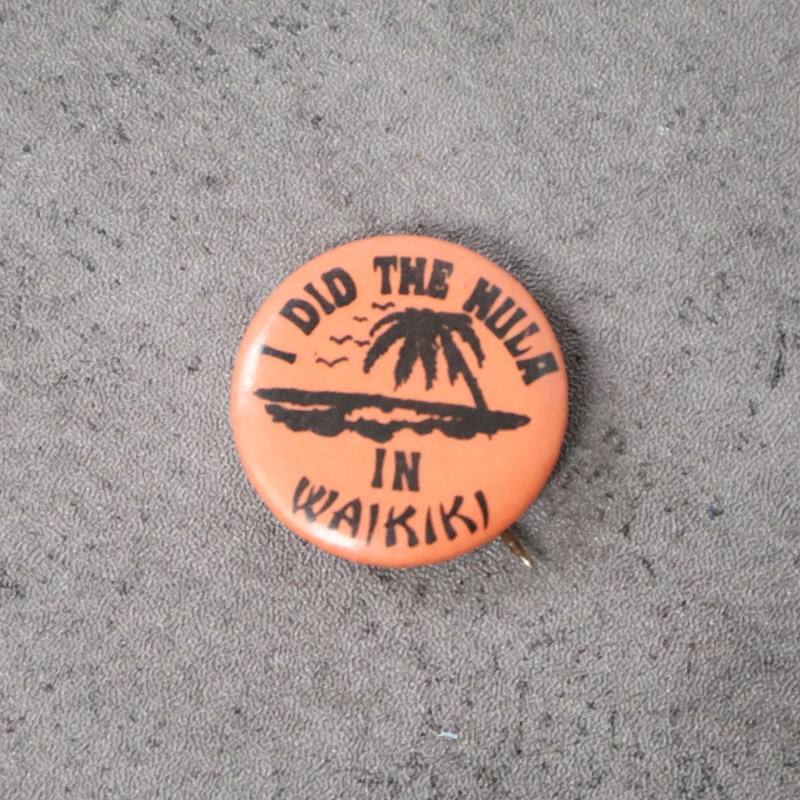 I DID THE HULA
IN
WAIKIKI